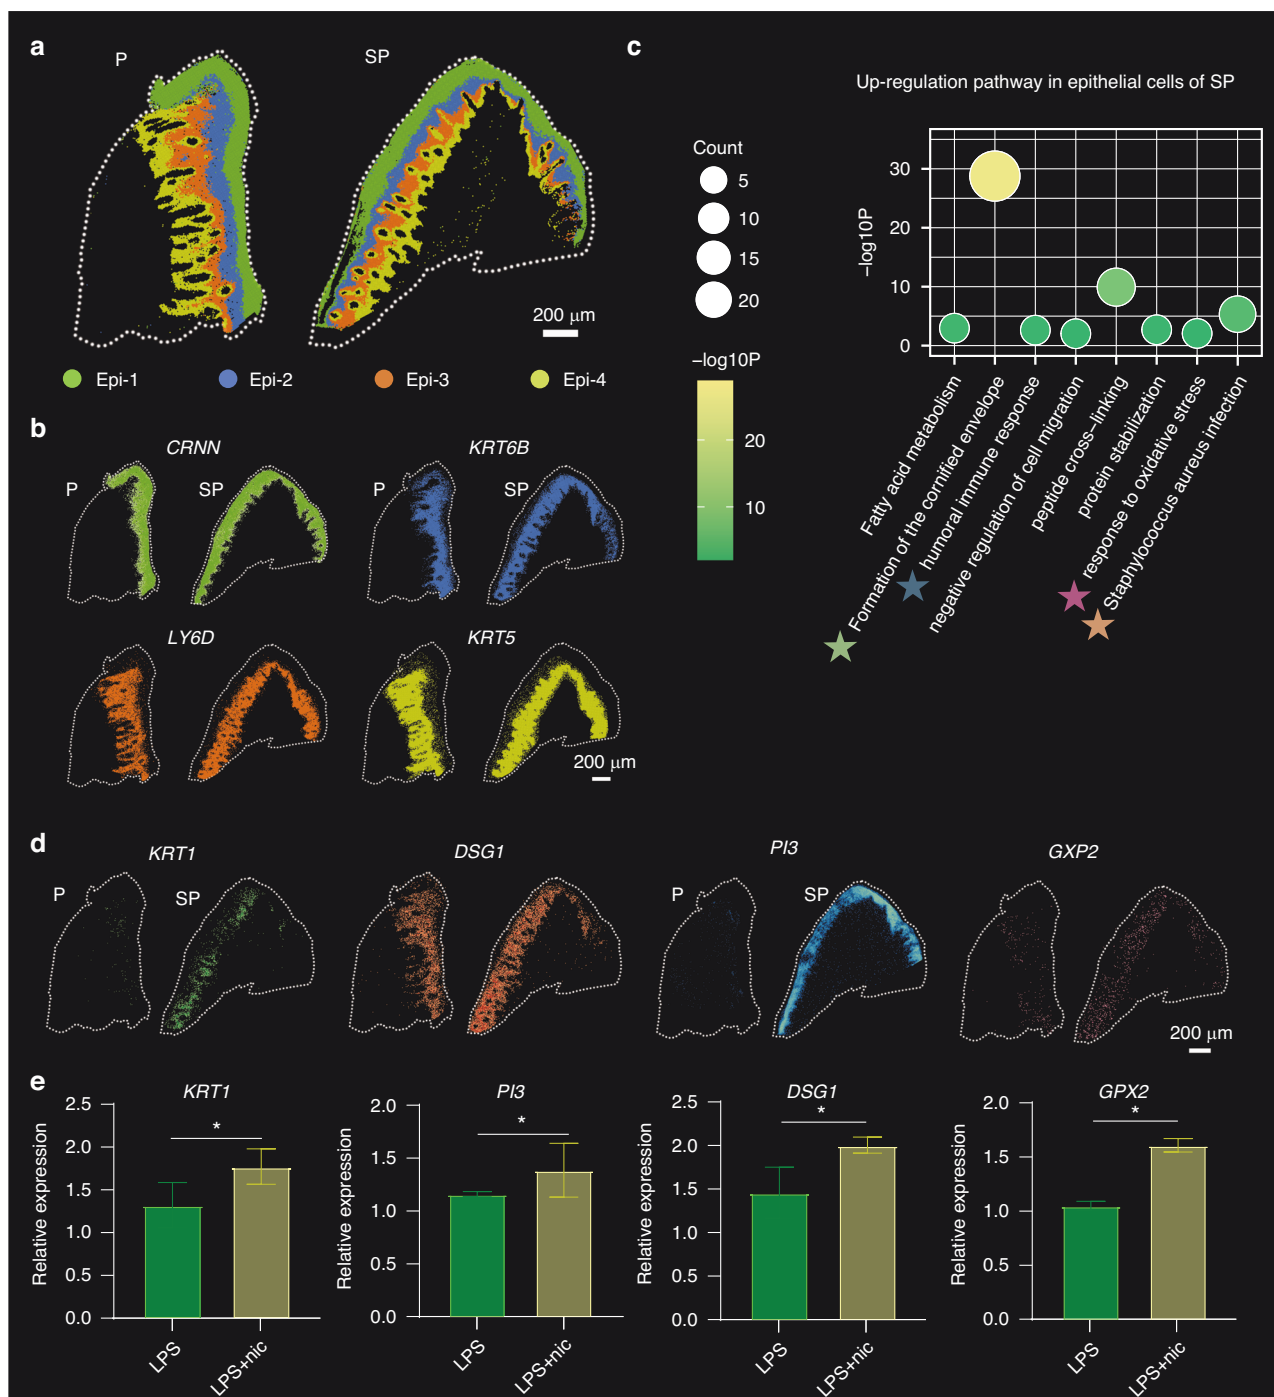 a
P
SP
200 μm
Epi-1
Epi-2
Epi-3
Epi-4
b
CRNN
P
SP
KRT6B
P
SP
LY6D
KRT5
200 μm
c
Up-regulation pathway in epithelial cells of SP
Count
5
10
15
20
−log10P
20
10
−log10P
30
20
10
0
Fatty acid metabolism
Formation of the cornified envelope
humoral immune response
negative regulation of cell migration
peptide cross−linking
protein stabilization
response to oxidative stress
Staphylococcus aureus infection
d
KRT1
P
SP
DSG1
PI3
P
SP
GXP2
200 μm
e
KRT1
Relative expression
2.5
2.0
1.5
1.0
0.5
0.0
*
LPS
LPS+nic
PI3
Relative expression
2.0
1.5
1.0
0.5
0.0
*
LPS
LPS+nic
DSG1
Relative expression
2.5
2.0
1.5
1.0
0.5
0.0
*
LPS
LPS+nic
GPX2
Relative expression
2.0
1.5
1.0
0.5
0.0
*
LPS
LPS+nic